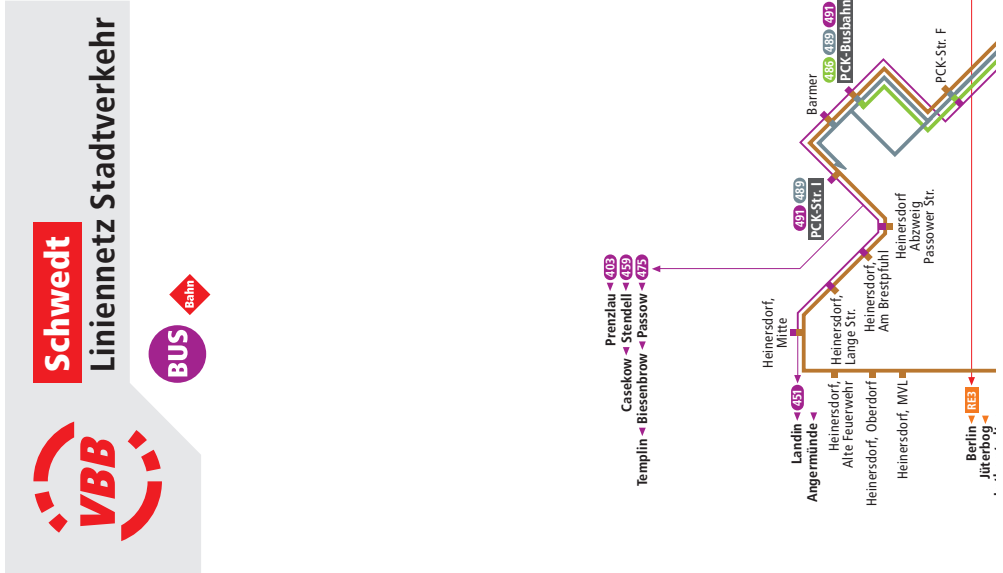 VBB
Schwedt
Liniennetz Stadtverkehr
BUS
Bahn
Prenzlau 403
Casekow Stendell 459
Templin Biesenbrow Passow 475
Heinersdorf,
Mitte
Landin 451
Angermünde
Heinersdorf,
Alte Feuerwehr
Heinersdorf, Oberdorf
Heinersdorf, MVL
Heinersdorf,
Lange Str.
Heinersdorf,
Am Brestpfuhl
Heinersdorf
Abzweig
Passower Str.
491 489
PCK-Str. I
Barmer
486 489 491
PCK-Busbahn
PCK-Str. F
Berlin RE3
Jüterbog